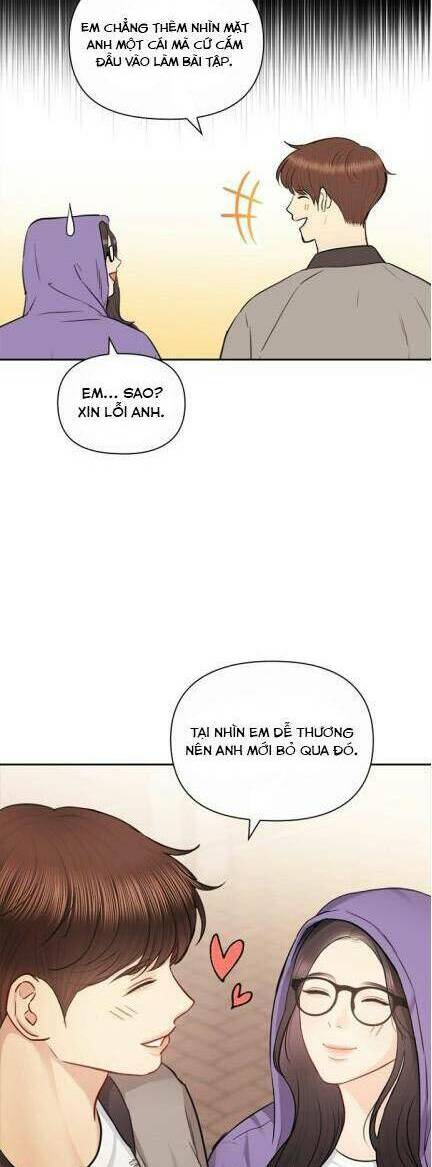 EM CHẲNG THÈM NHÌN MẶT
ANH MỘT CÁI MÀ CỨ CẮM
ĐẦU VÀO LÀM BÀI TẬP.
EM... SAO?
XIN LỖI ANH.
TẠI NHÌN EM DỄ THƯƠNG
NÊN ANH MỚI BỎ QUA ĐÓ.